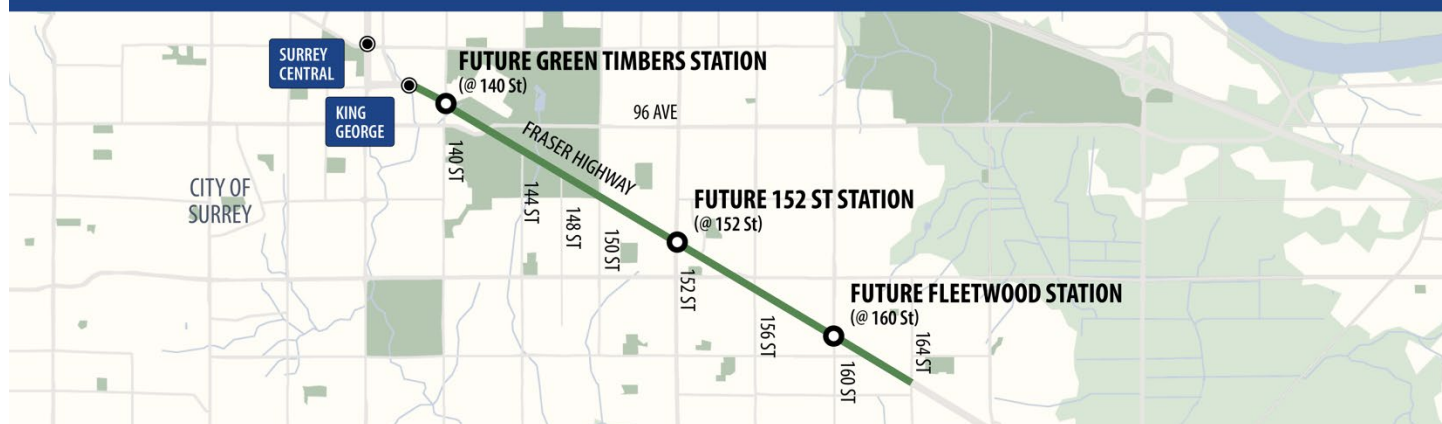 SURREY
CENTRAL
KING
GEORGE
FUTURE GREEN TIMBERS STATION
(@ 140 St)
96 AVE
FRASER HIGHWAY
CITY OF
SURREY
140 ST
144 ST
148 ST
150 ST
FUTURE 152 ST STATION
(@ 152 St)
152 ST
156 ST
FUTURE FLEETWOOD STATION
(@ 160 St)
160 ST
164 ST